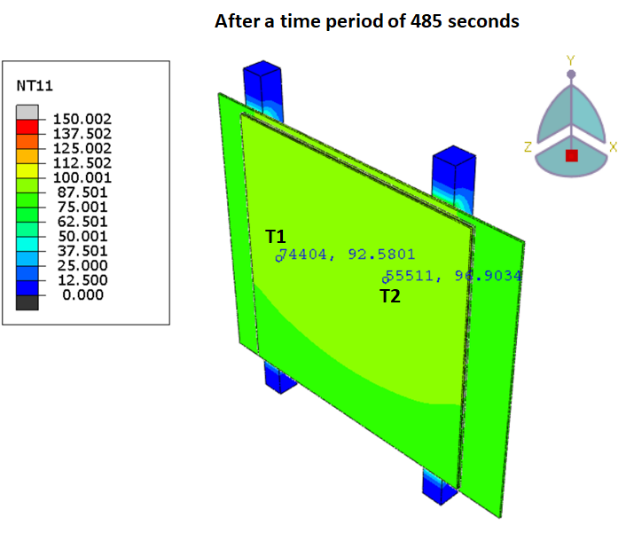 After a time period of 485 seconds
NT11
150.002
137.502
125.002
112.502
100.001
87.501
75.001
62.501
50.001
37.501
25.000
12.500
0.000
Y
Z
X
T1
74404, 92.5801
55511, 96.9034
T2